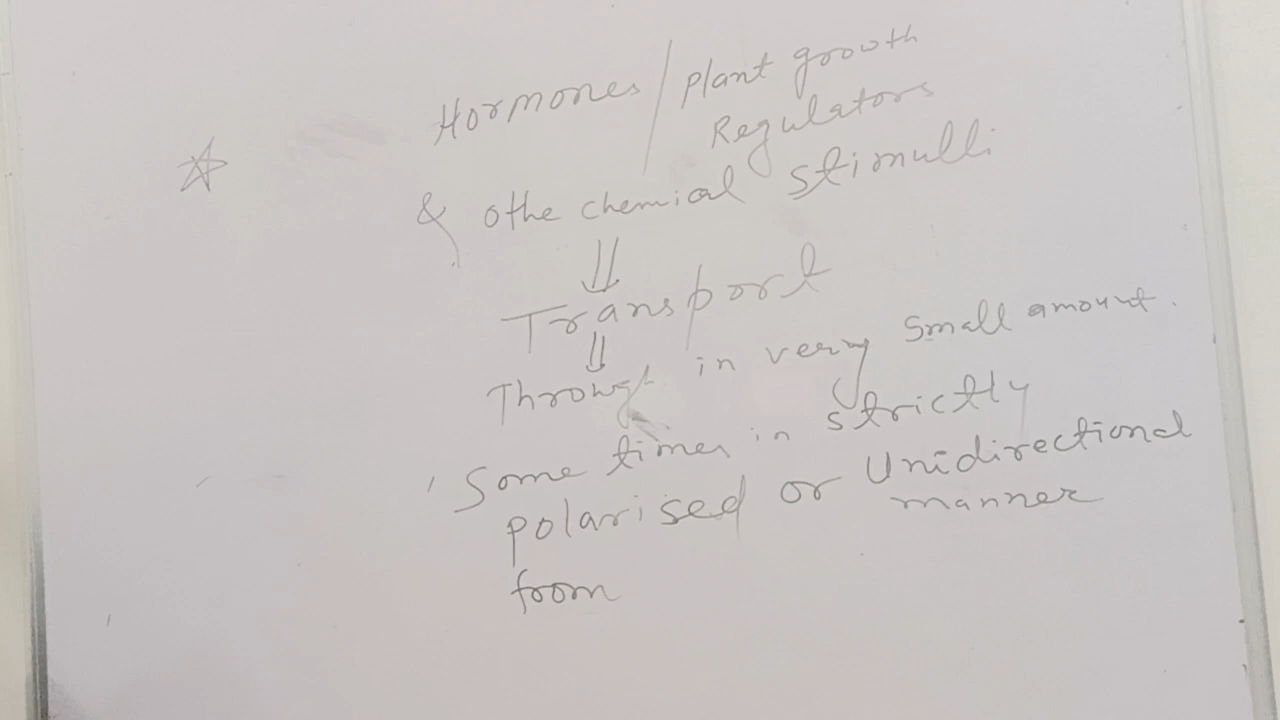 Hormones / plant growth
Regulators
& othe chemical stimulli
Transport
Through in very small amount.
Some times in strictly
polarised or Unidirectional
manner
from